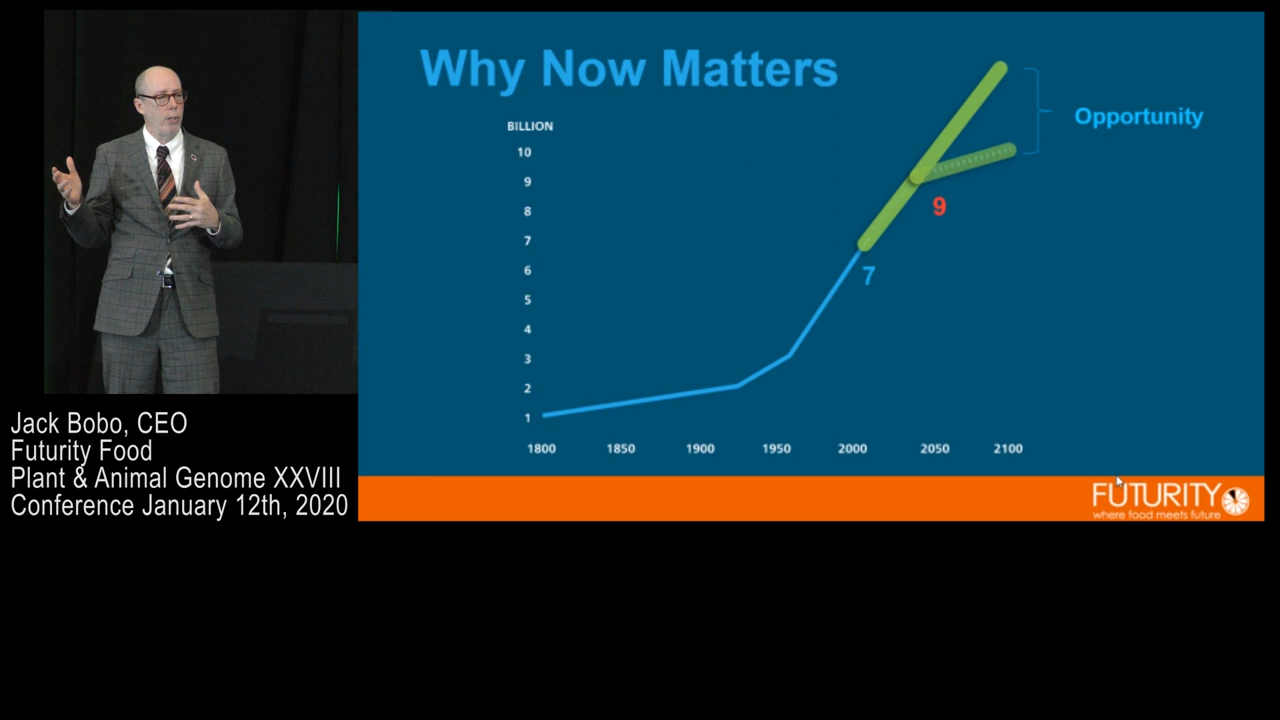 Why Now Matters
BILLION
10
9
8
7
6
5
4
3
2
1
1800 1850 1900 1950 2000 2050 2100
7
9
Opportunity
FUTURITY
where food meets future
Jack Bobo, CEO
Futurity Food
Plant & Animal Genome XXVIII
Conference January 12th, 2020